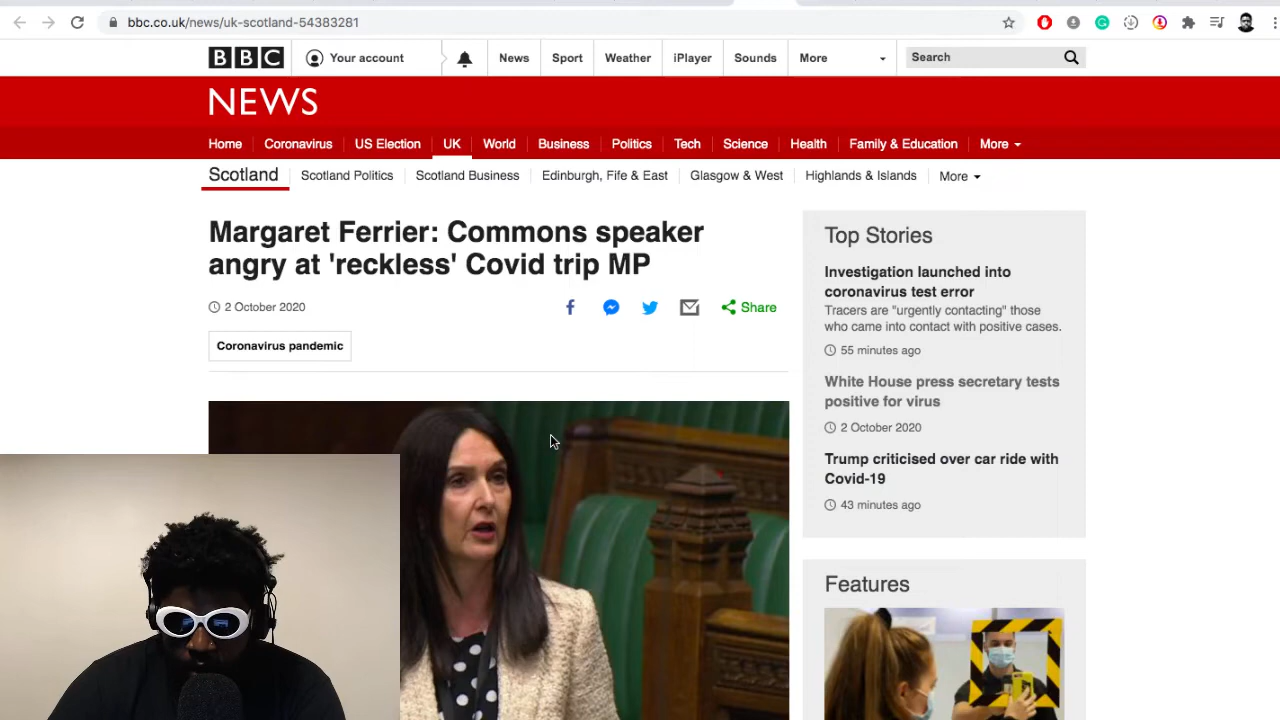 bbc.co.uk/news/uk-scotland-54383281
BBC Your account News Sport Weather iPlayer Sounds More Search
NEWS
Home Coronavirus US Election UK World Business Politics Tech Science Health Family & Education More
Scotland Scotland Politics Scotland Business Edinburgh, Fife & East Glasgow & West Highlands & Islands More
Margaret Ferrier: Commons speaker
angry at 'reckless' Covid trip MP
2 October 2020
Share
Coronavirus pandemic
Top Stories
Investigation launched into
coronavirus test error
Tracers are "urgently contacting" those
who came into contact with positive cases.
55 minutes ago
White House press secretary tests
positive for virus
2 October 2020
Trump criticised over car ride with
Covid-19
43 minutes ago
Features